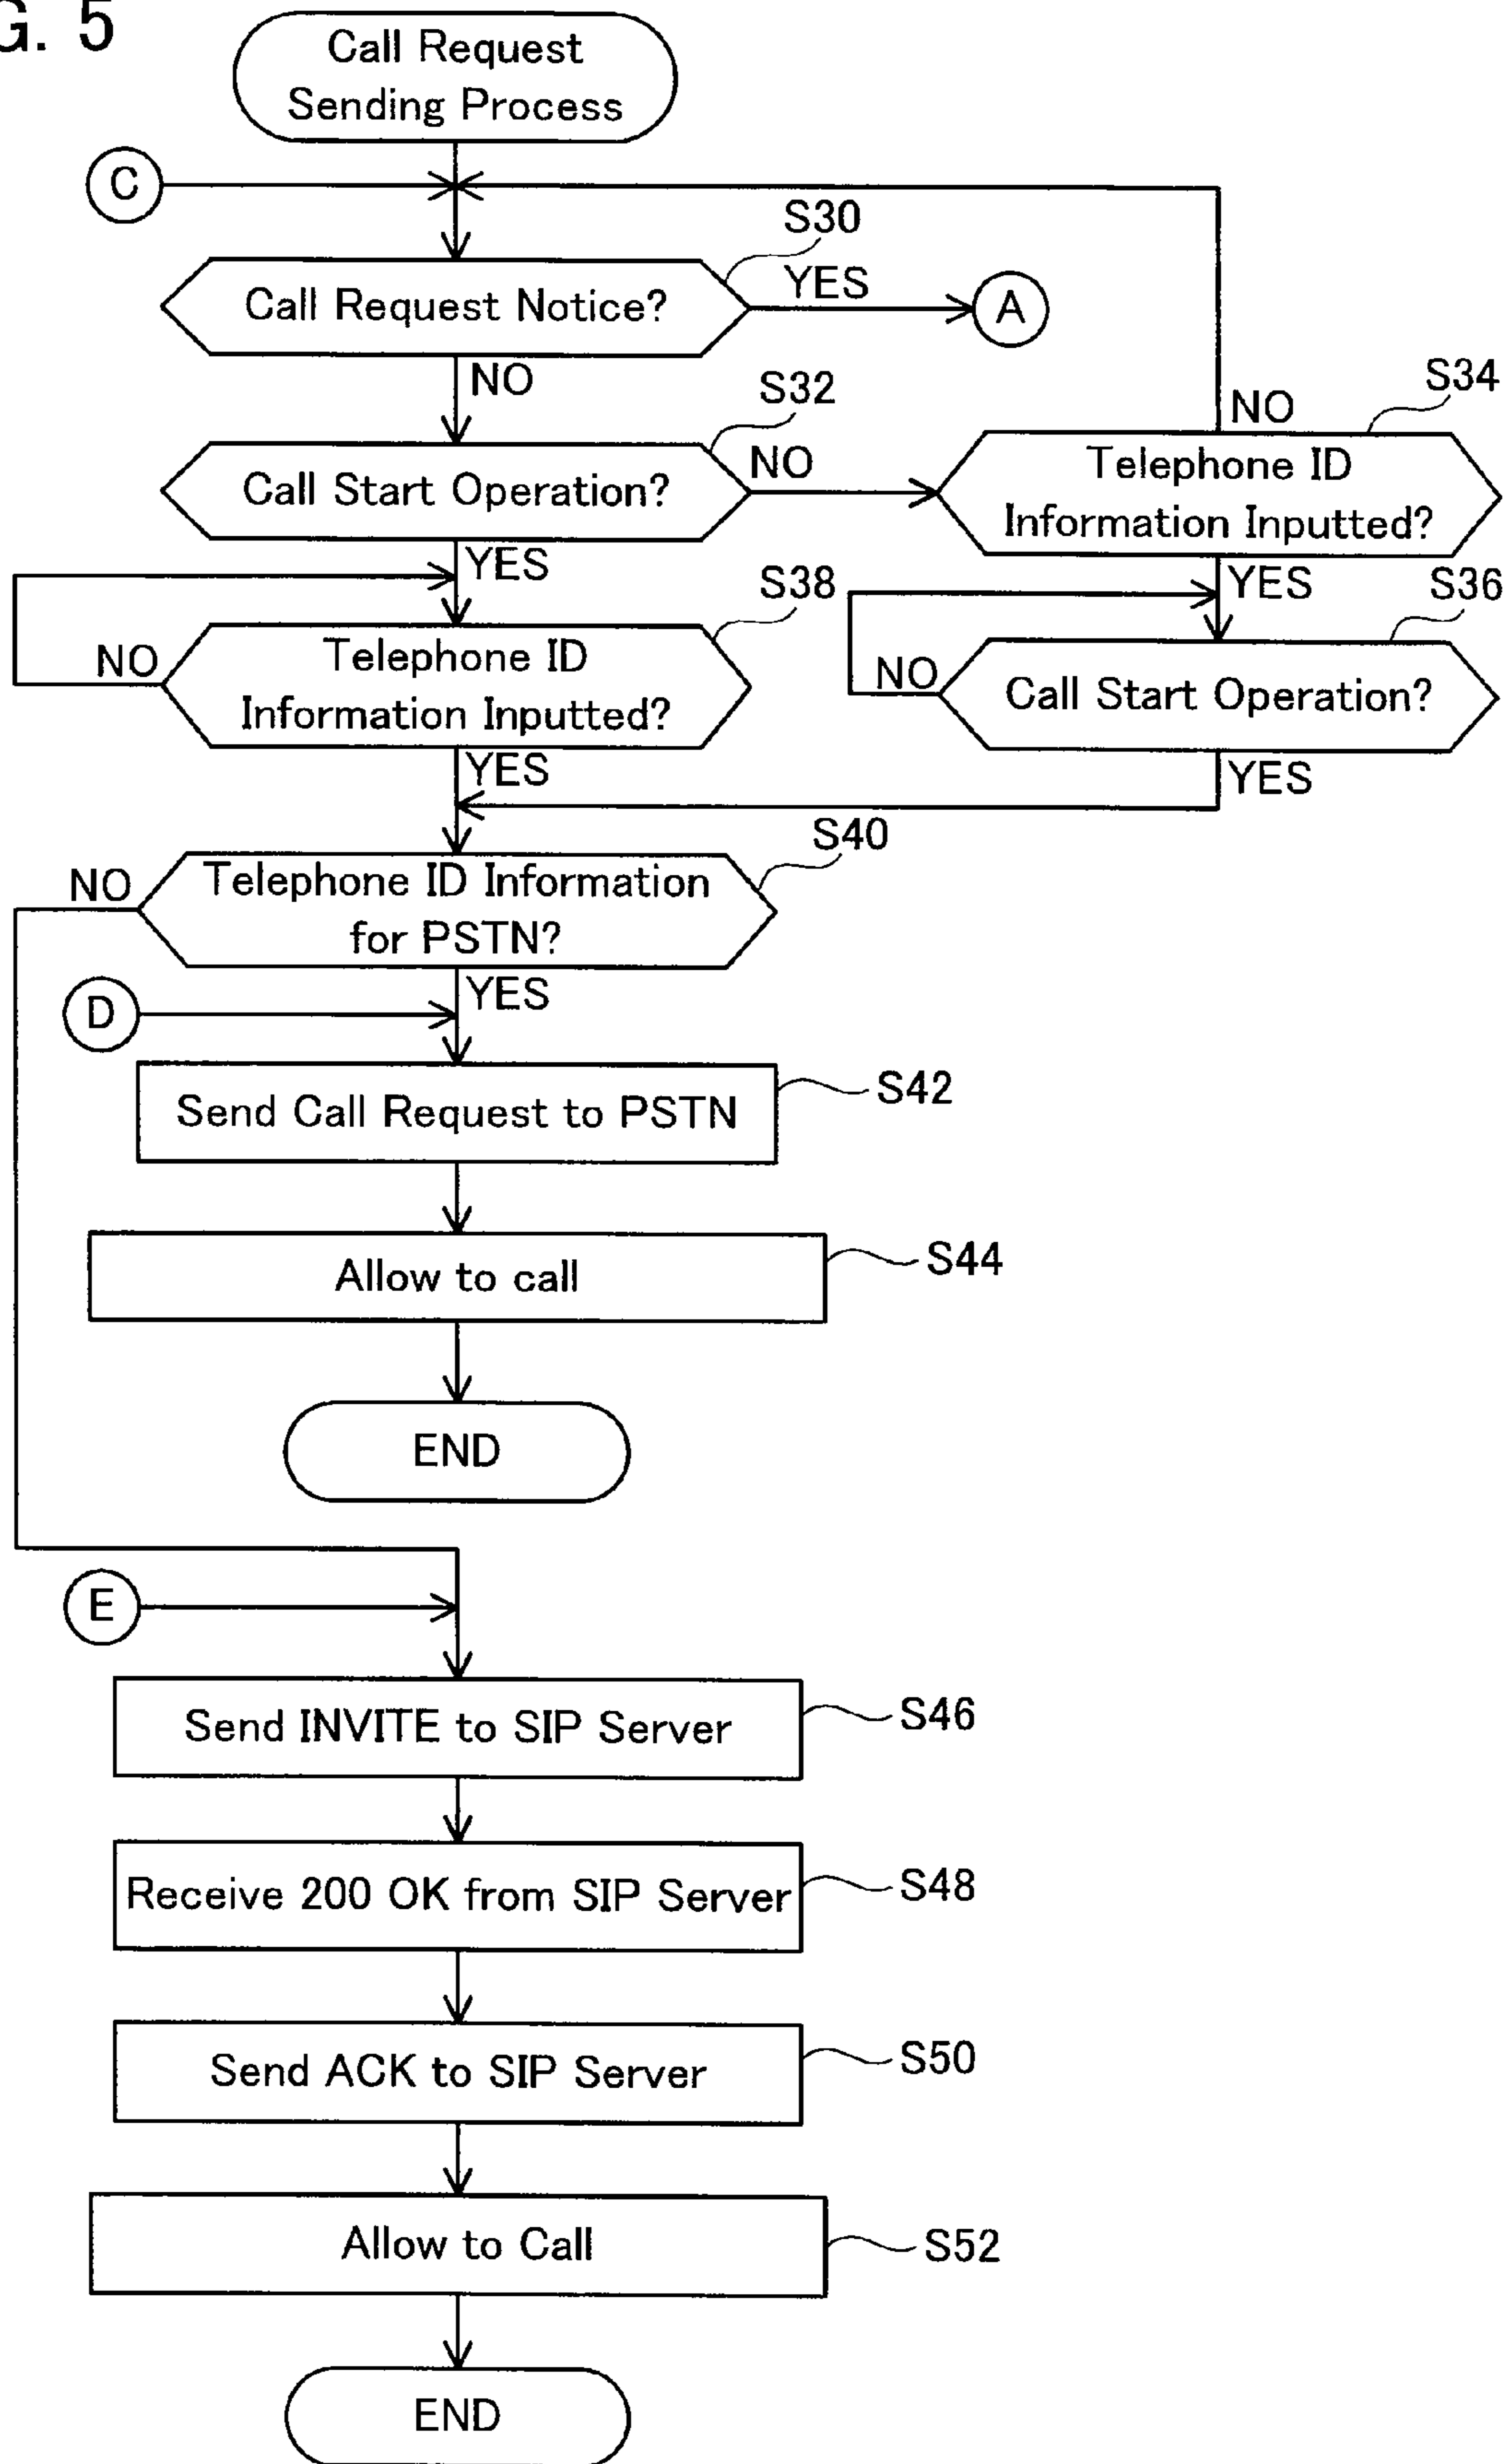 G. 5
Call Request
Sending Process
C
S30
Call Request Notice?
YES
A
NO
S32
S34
Call Start Operation?
NO
NO
Telephone ID
Information Inputted?
YES
YES
S38
S36
NO
Telephone ID
Information Inputted?
NO
Call Start Operation?
YES
YES
S40
NO
Telephone ID Information
for PSTN?
YES
D
Send Call Request to PSTN
S42
Allow to call
S44
END
E
Send INVITE to SIP Server
S46
Receive 200 OK from SIP Server
S48
Send ACK to SIP Server
S50
Allow to Call
S52
END